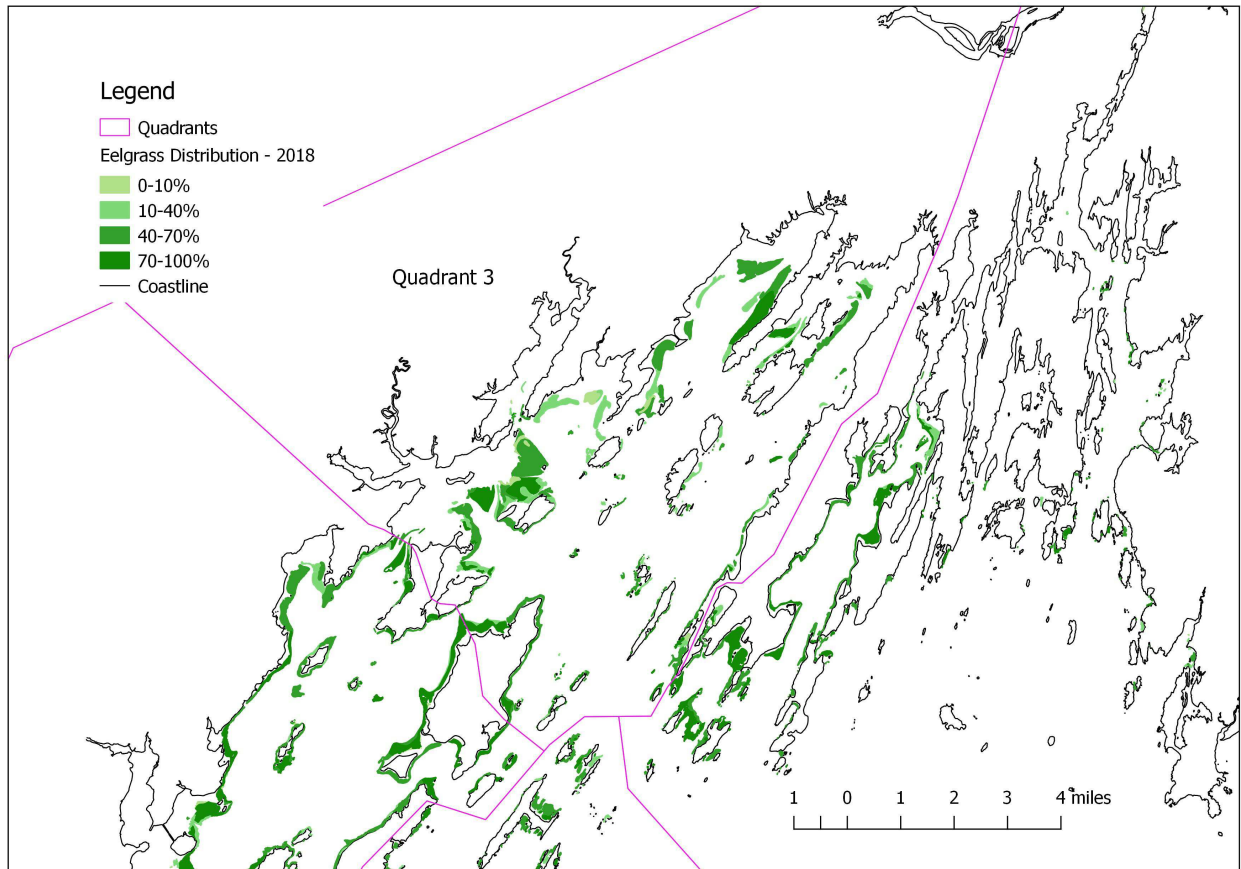 Legend
Quadrants
Eelgrass Distribution - 2018
0-10%
10-40%
40-70%
70-100%
Coastline
Quadrant 3
1 0 1 2 3 4 miles